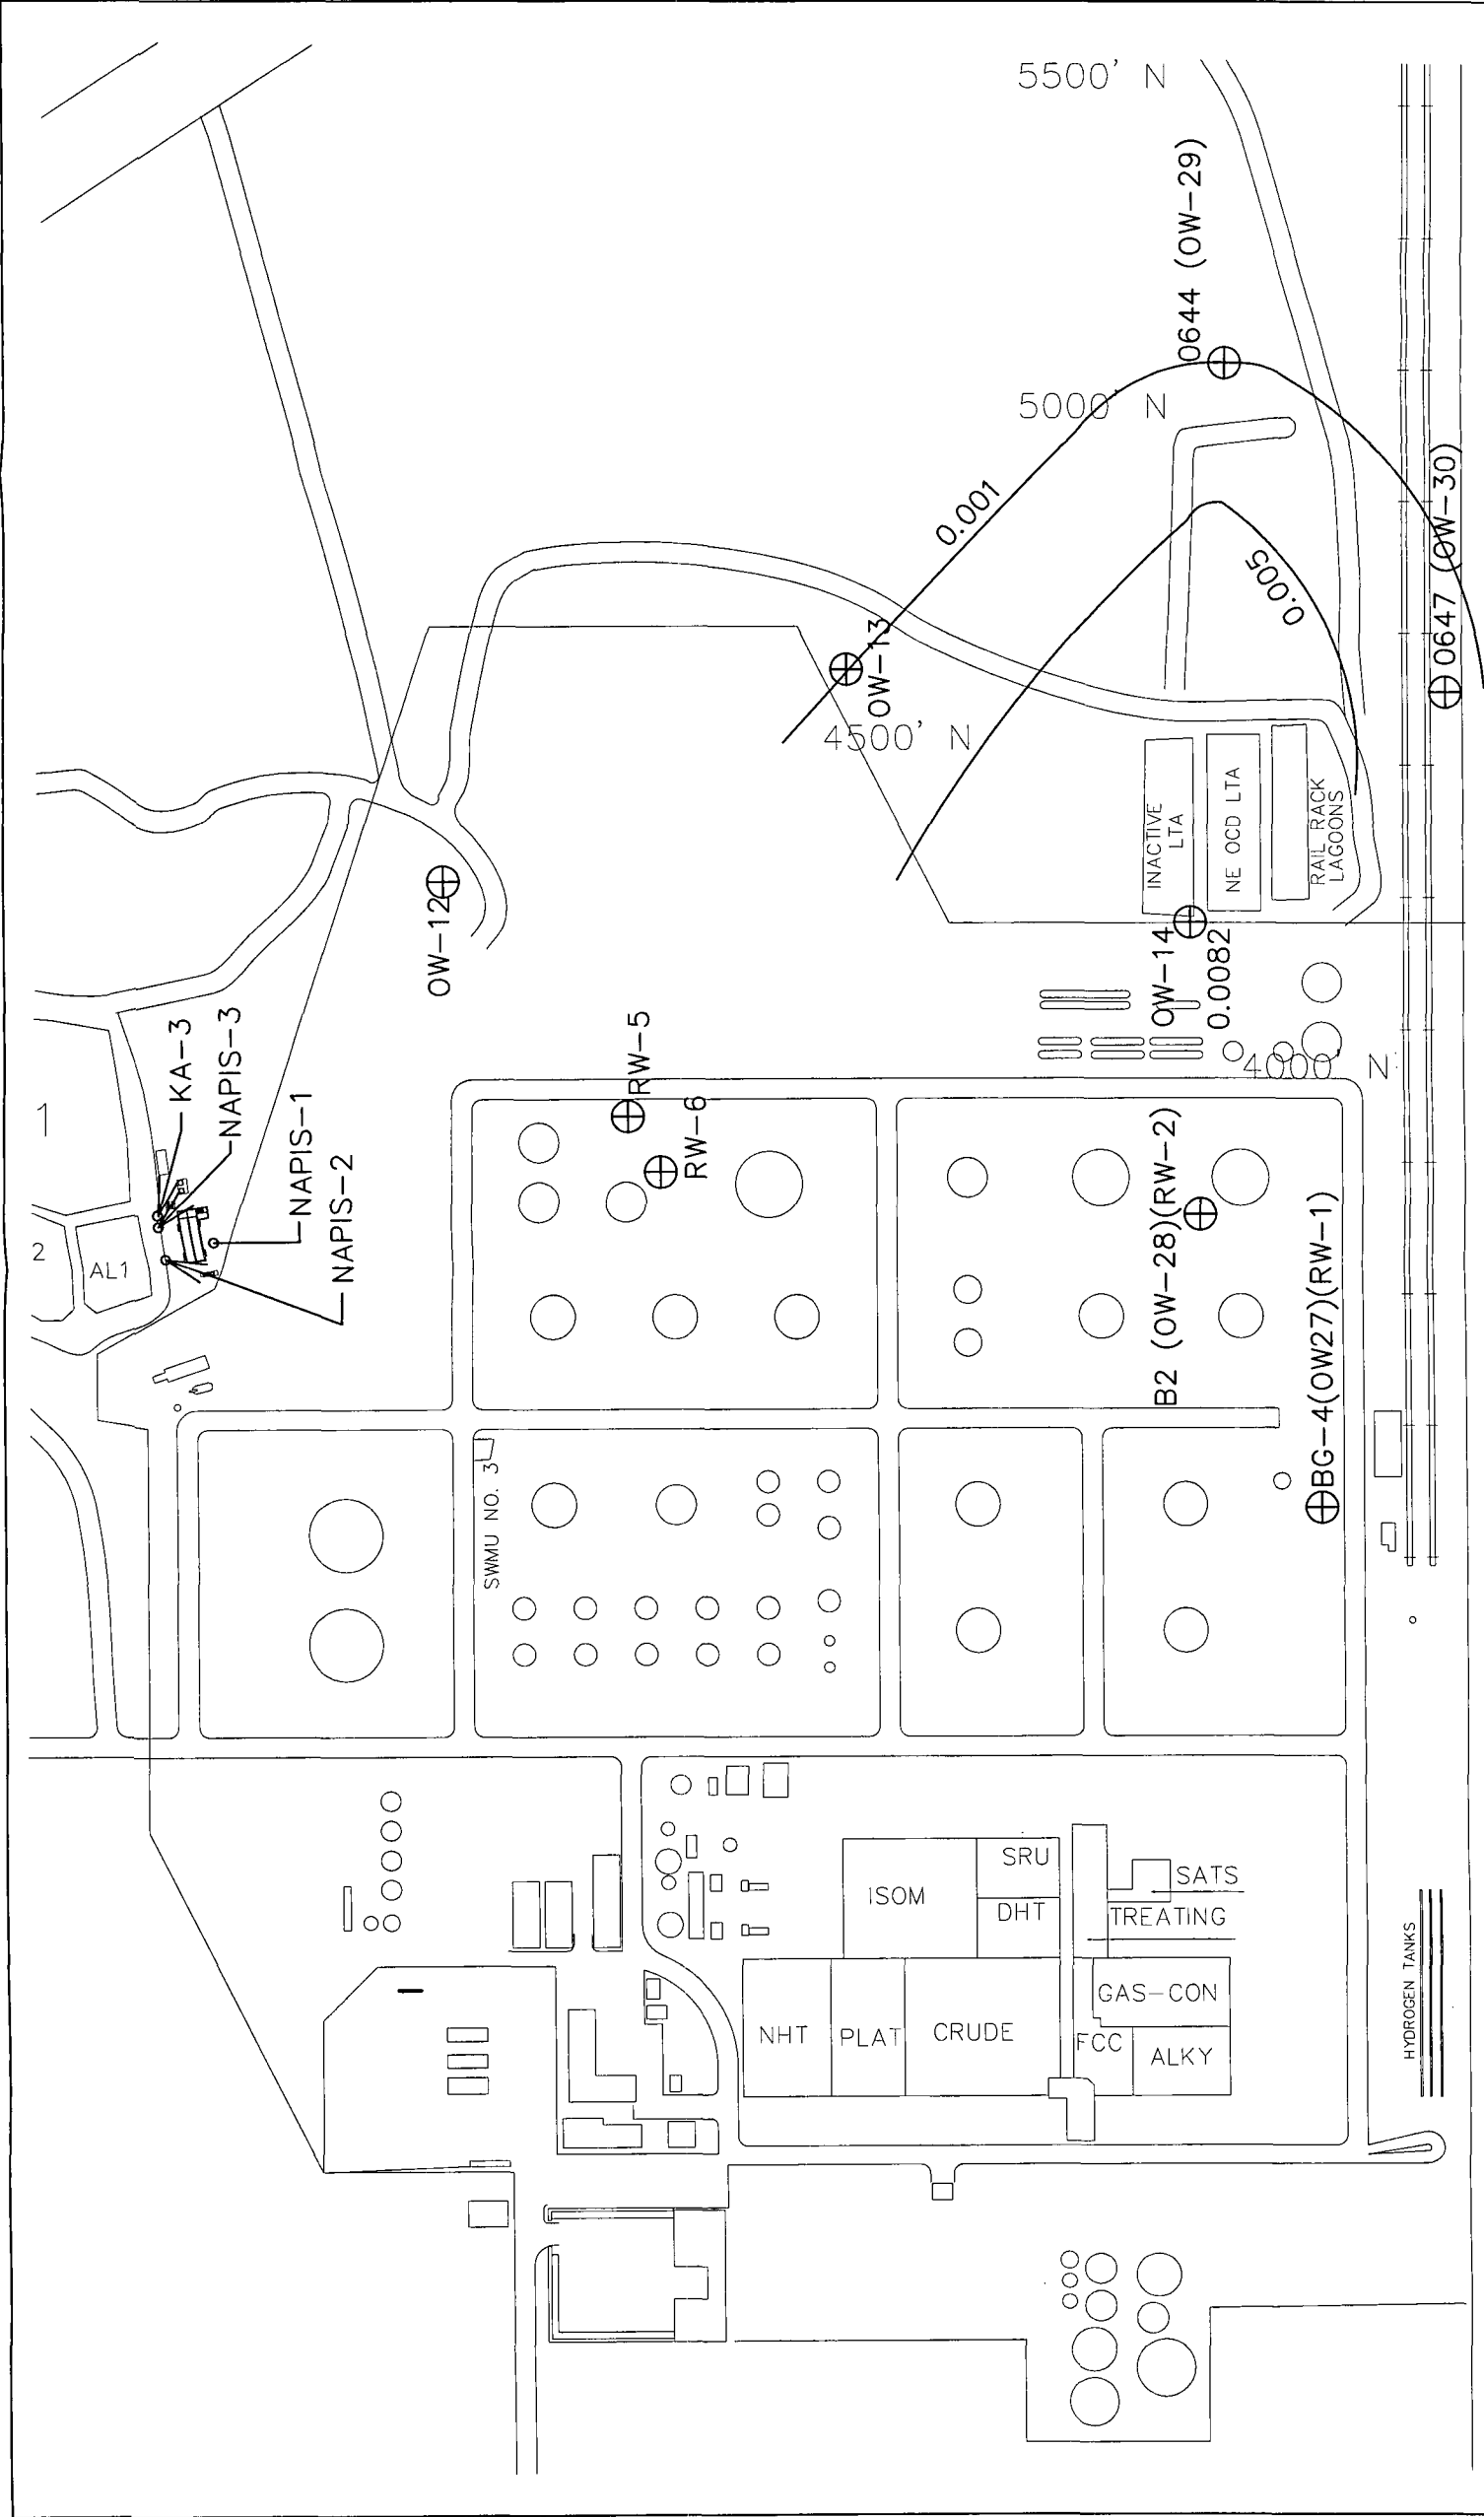 5500' N
0644 (OW-29)
5000' N
0.001
0647 (OW-30)
0.005
OW-13
4500' N
INACTIVE
LTA
NE OCD LTA
RAIL RACK
LAGOONS
OW-12
OW-14
0.0082
KA-3
NAPIS-3
NAPIS-1
NAPIS-2
1
2
AL1
RW-5
RW-6
4000' N
B2 (OW-28)(RW-2)
BG-4(OW27)(RW-1)
SWMU NO. 3
SRU
ISOM
DHT
SATS
TREATING
GAS-CON
NHT
PLAT
CRUDE
FCC
ALKY
HYDROGEN TANKS